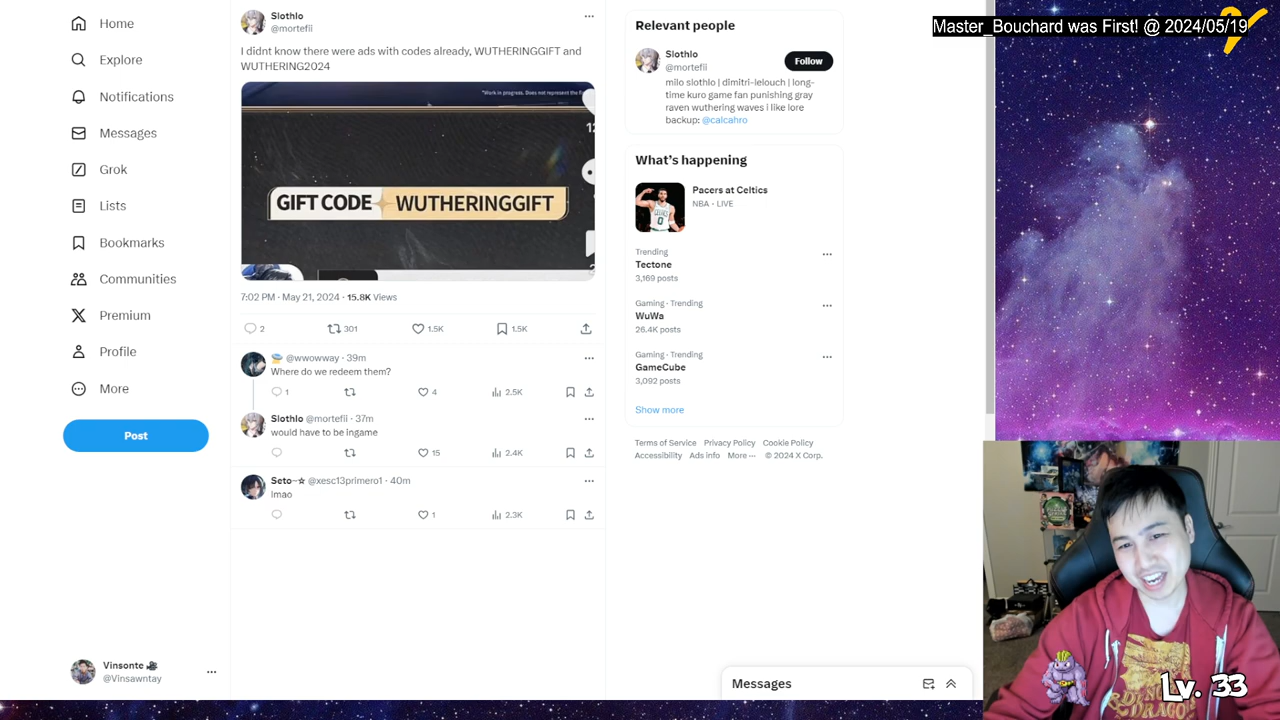 Master_Bouchard was First! @ 2024/05/19
Home
Explore
Notifications
Messages
Grok
Lists
Bookmarks
Communities
Premium
Profile
More
Post
Vinsonte
@Vinsawntay
Slothlo
@mortefii
I didnt know there were ads with codes already, WUTHERINGGIFT and
WUTHERING2024
GIFT CODE WUTHERINGGIFT
7:02 PM · May 21, 2024 · 15.8K Views
2 301 1.5K 1.5K
@wwowway · 39m
Where do we redeem them?
1 4 2.5K
Slothlo @mortefii · 37m
would have to be ingame
15 2.4K
Seto~☆ @xesc13primero1 · 40m
lmao
1 2.3K
Relevant people
Slothlo
@mortefii
Follow
milo slothlo | dimitri-lelouch | long-
time kuro game fan punishing gray
raven wuthering waves i like lore
backup: @calcahro
What's happening
Pacers at Celtics
NBA · LIVE
Trending
Tectone
3,169 posts
Gaming · Trending
WuWa
26.4K posts
Gaming · Trending
GameCube
3,092 posts
Show more
Terms of Service Privacy Policy Cookie Policy
Accessibility Ads info More ··· © 2024 X Corp.
Messages
Lv. 33